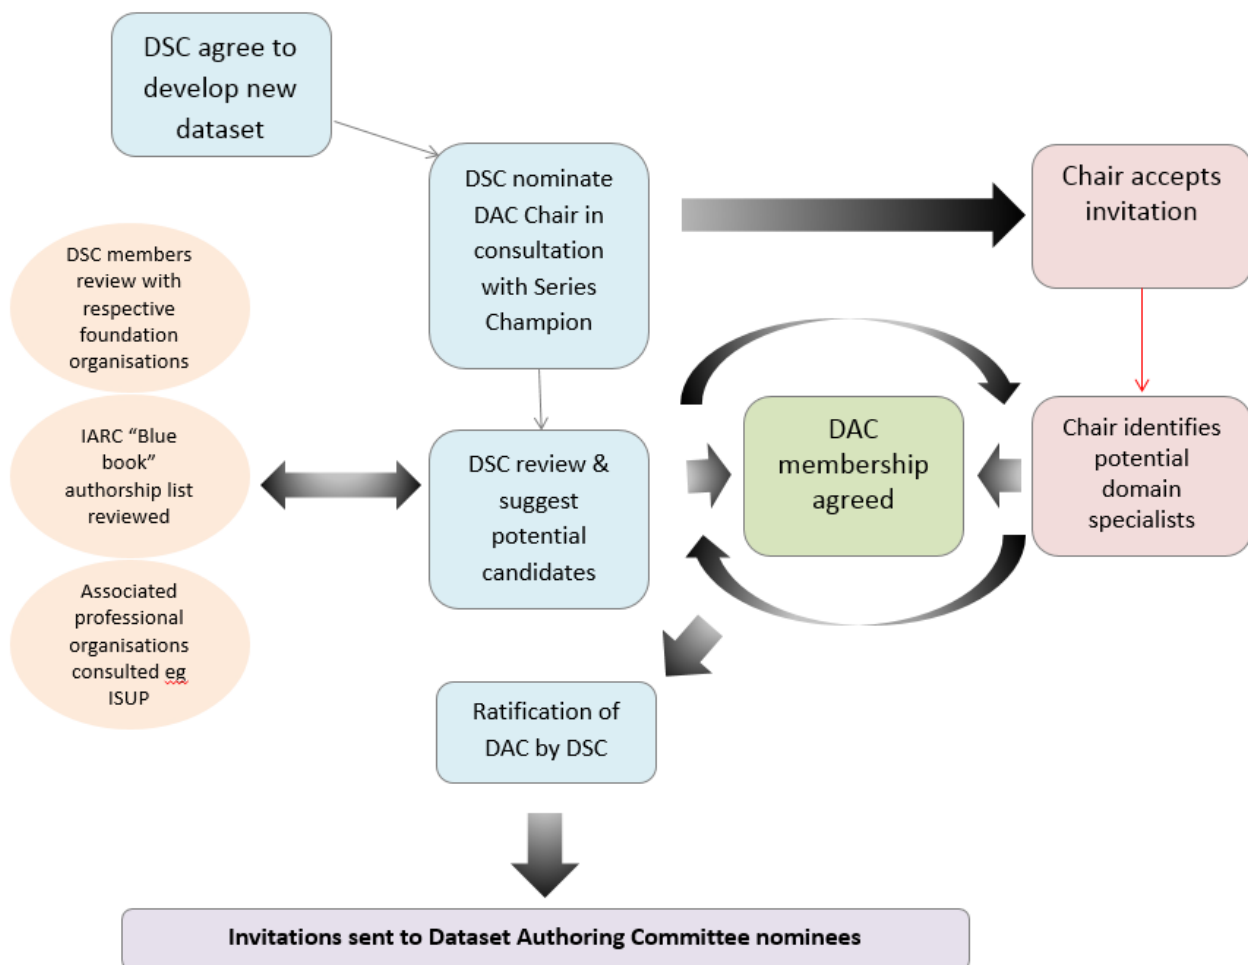 DSC agree to
develop new
dataset
DSC nominate
DAC Chair in
consultation
with Series
Champion
Chair accepts
invitation
DSC members
review with
respective
foundation
organisations
IARC “Blue
book”
authorship list
reviewed
Associated
professional
organisations
consulted eg
ISUP
DSC review &
suggest
potential
candidates
DAC
membership
agreed
Chair identifies
potential
domain
specialists
Ratification of
DAC by DSC
Invitations sent to Dataset Authoring Committee nominees